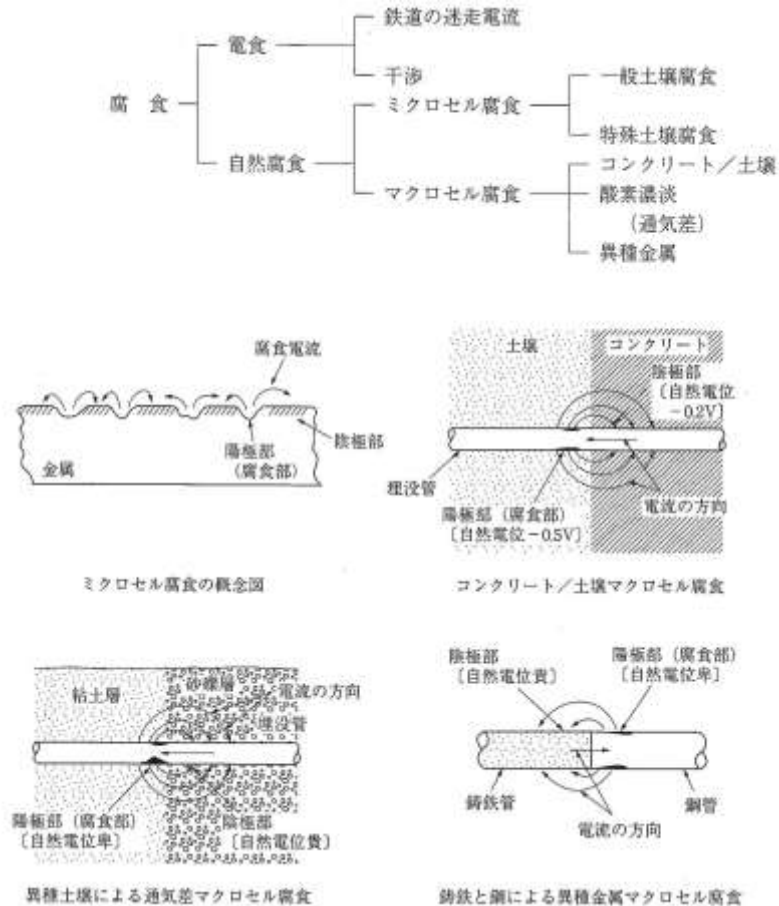 鉄道の迷走電流
電食
干渉
腐 食
ミクロセル腐食
一般土壌腐食
特殊土壌腐食
自然腐食
コンクリート／土壌
マクロセル腐食
酸素濃淡
(通気差)
異種金属
腐食電流
陰極部
陽極部
(腐食部)
金属
ミクロセル腐食の概念図
土壌
コンクリート
陰極部
〔自然電位
-0.2V〕
埋没管
陽極部（腐食部）
〔自然電位-0.5V〕
電流の方向
コンクリート／土壌マクロセル腐食
粘土層
砂礫層
電流の方向
埋没管
陽極部（腐食部）
〔自然電位卑〕
陰極部
〔自然電位貴〕
異種土壌による通気差マクロセル腐食
陰極部
〔自然電位貴〕
陽極部（腐食部）
〔自然電位卑〕
鋳鉄管
鋼管
電流の方向
鋳鉄と鋼による異種金属マクロセル腐食